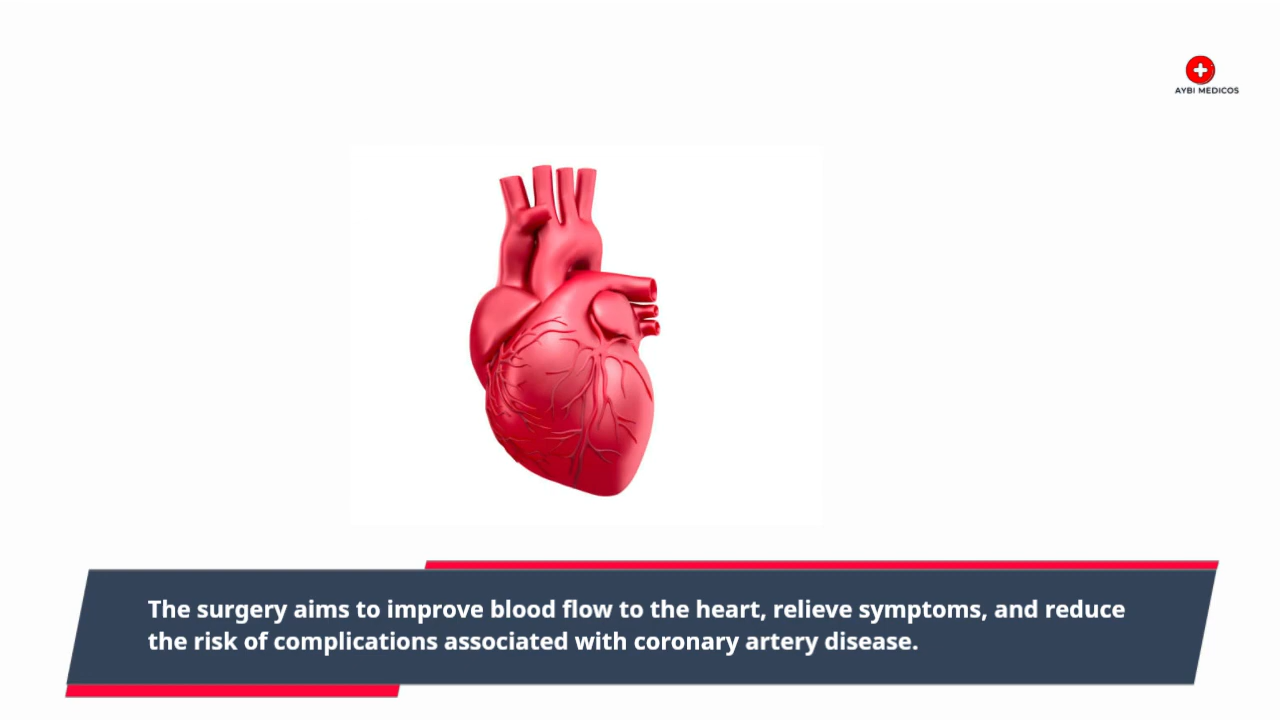 AYBI MEDICOS
The surgery aims to improve blood flow to the heart, relieve symptoms, and reduce
the risk of complications associated with coronary artery disease.